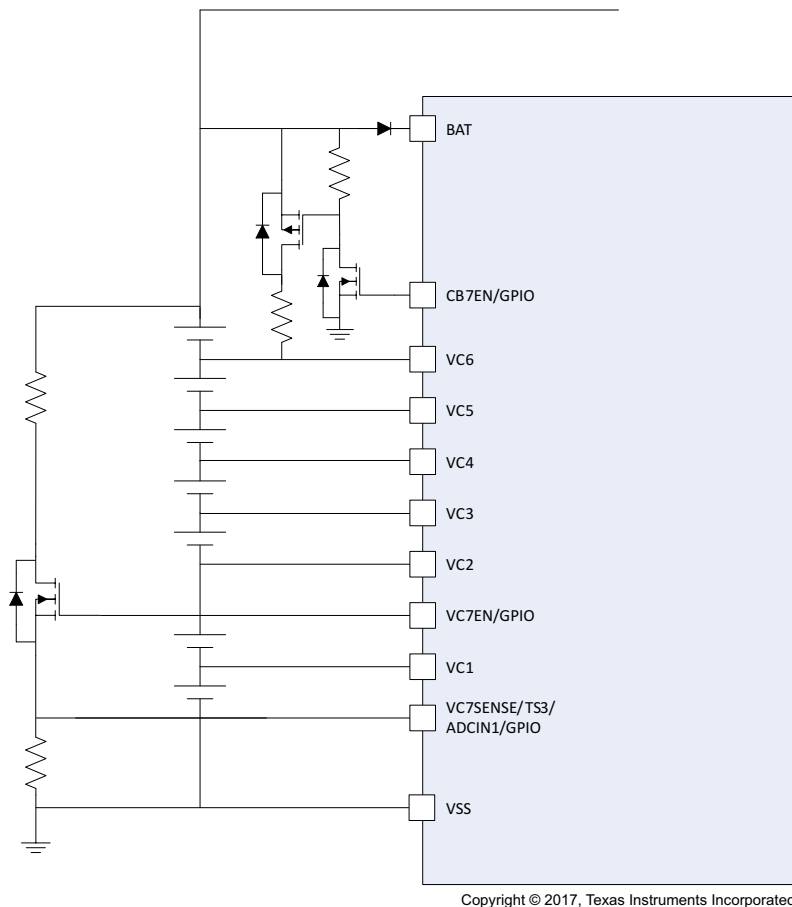 BAT
CB7EN/GPIO
VC6
VC5
VC4
VC3
VC2
VC7EN/GPIO
VC1
VC7SENSE/TS3/
ADCIN1/GPIO
VSS
Copyright © 2017, Texas Instruments Incorporated